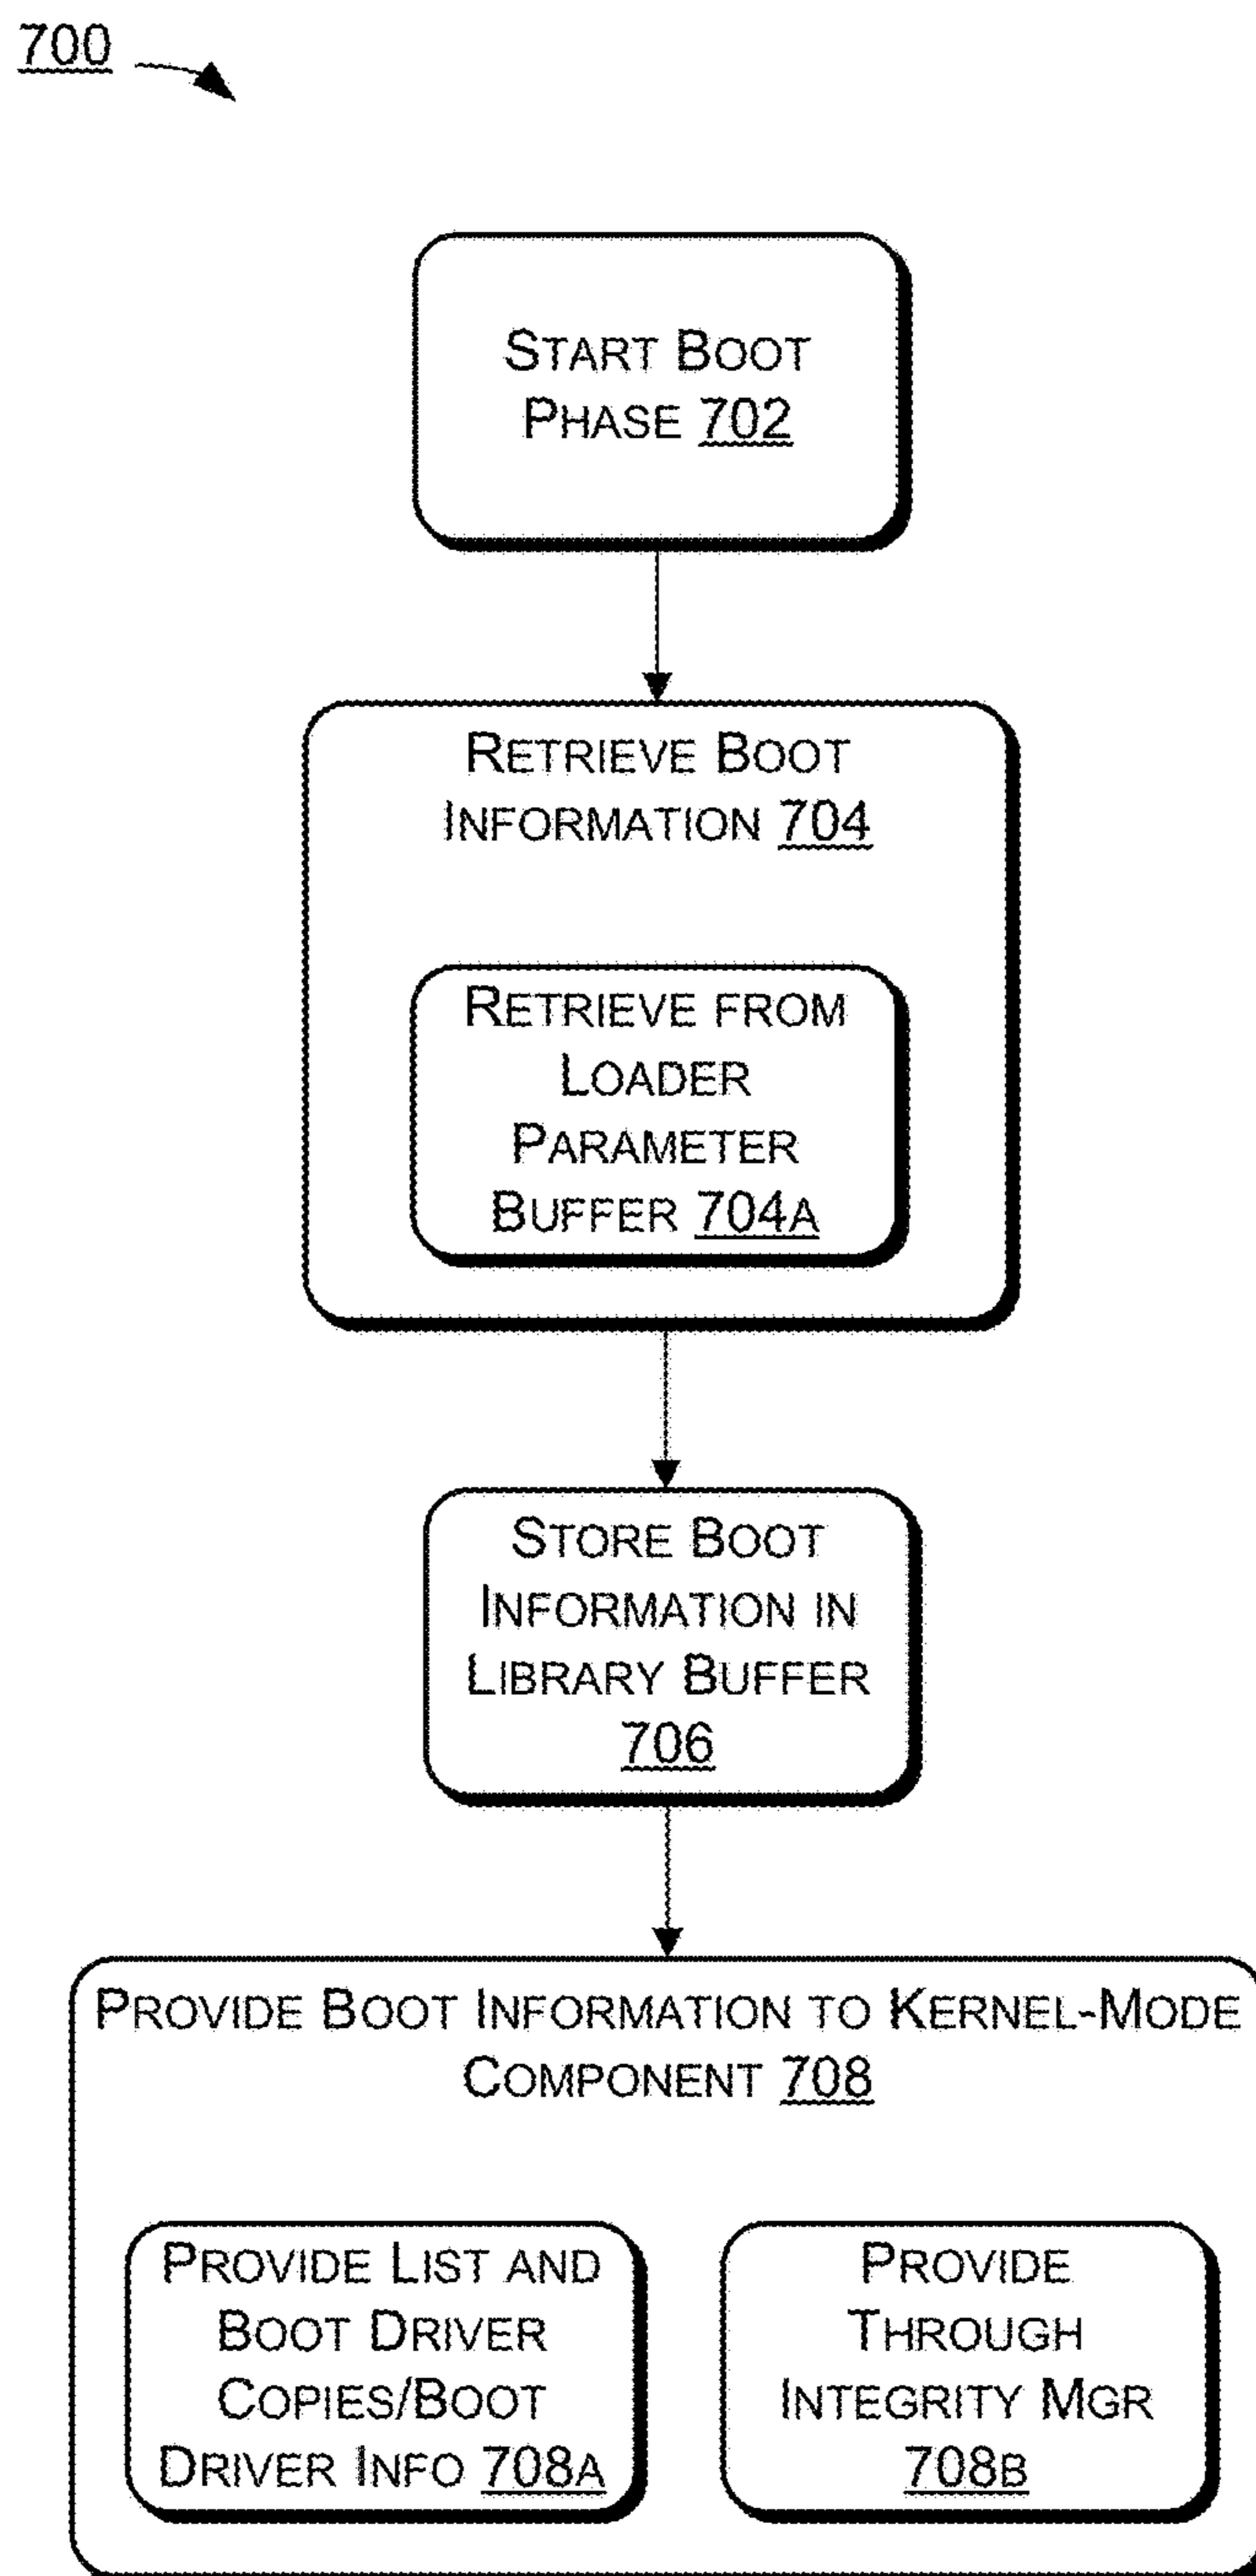 700
START BOOT
PHASE 702
RETRIEVE BOOT
INFORMATION 704
RETRIEVE FROM
LOADER
PARAMETER
BUFFER 704A
STORE BOOT
INFORMATION IN
LIBRARY BUFFER
706
PROVIDE BOOT INFORMATION TO KERNEL-MODE
COMPONENT 708
PROVIDE LIST AND
BOOT DRIVER
COPIES/BOOT
DRIVER INFO 708A
PROVIDE
THROUGH
INTEGRITY MGR
708B